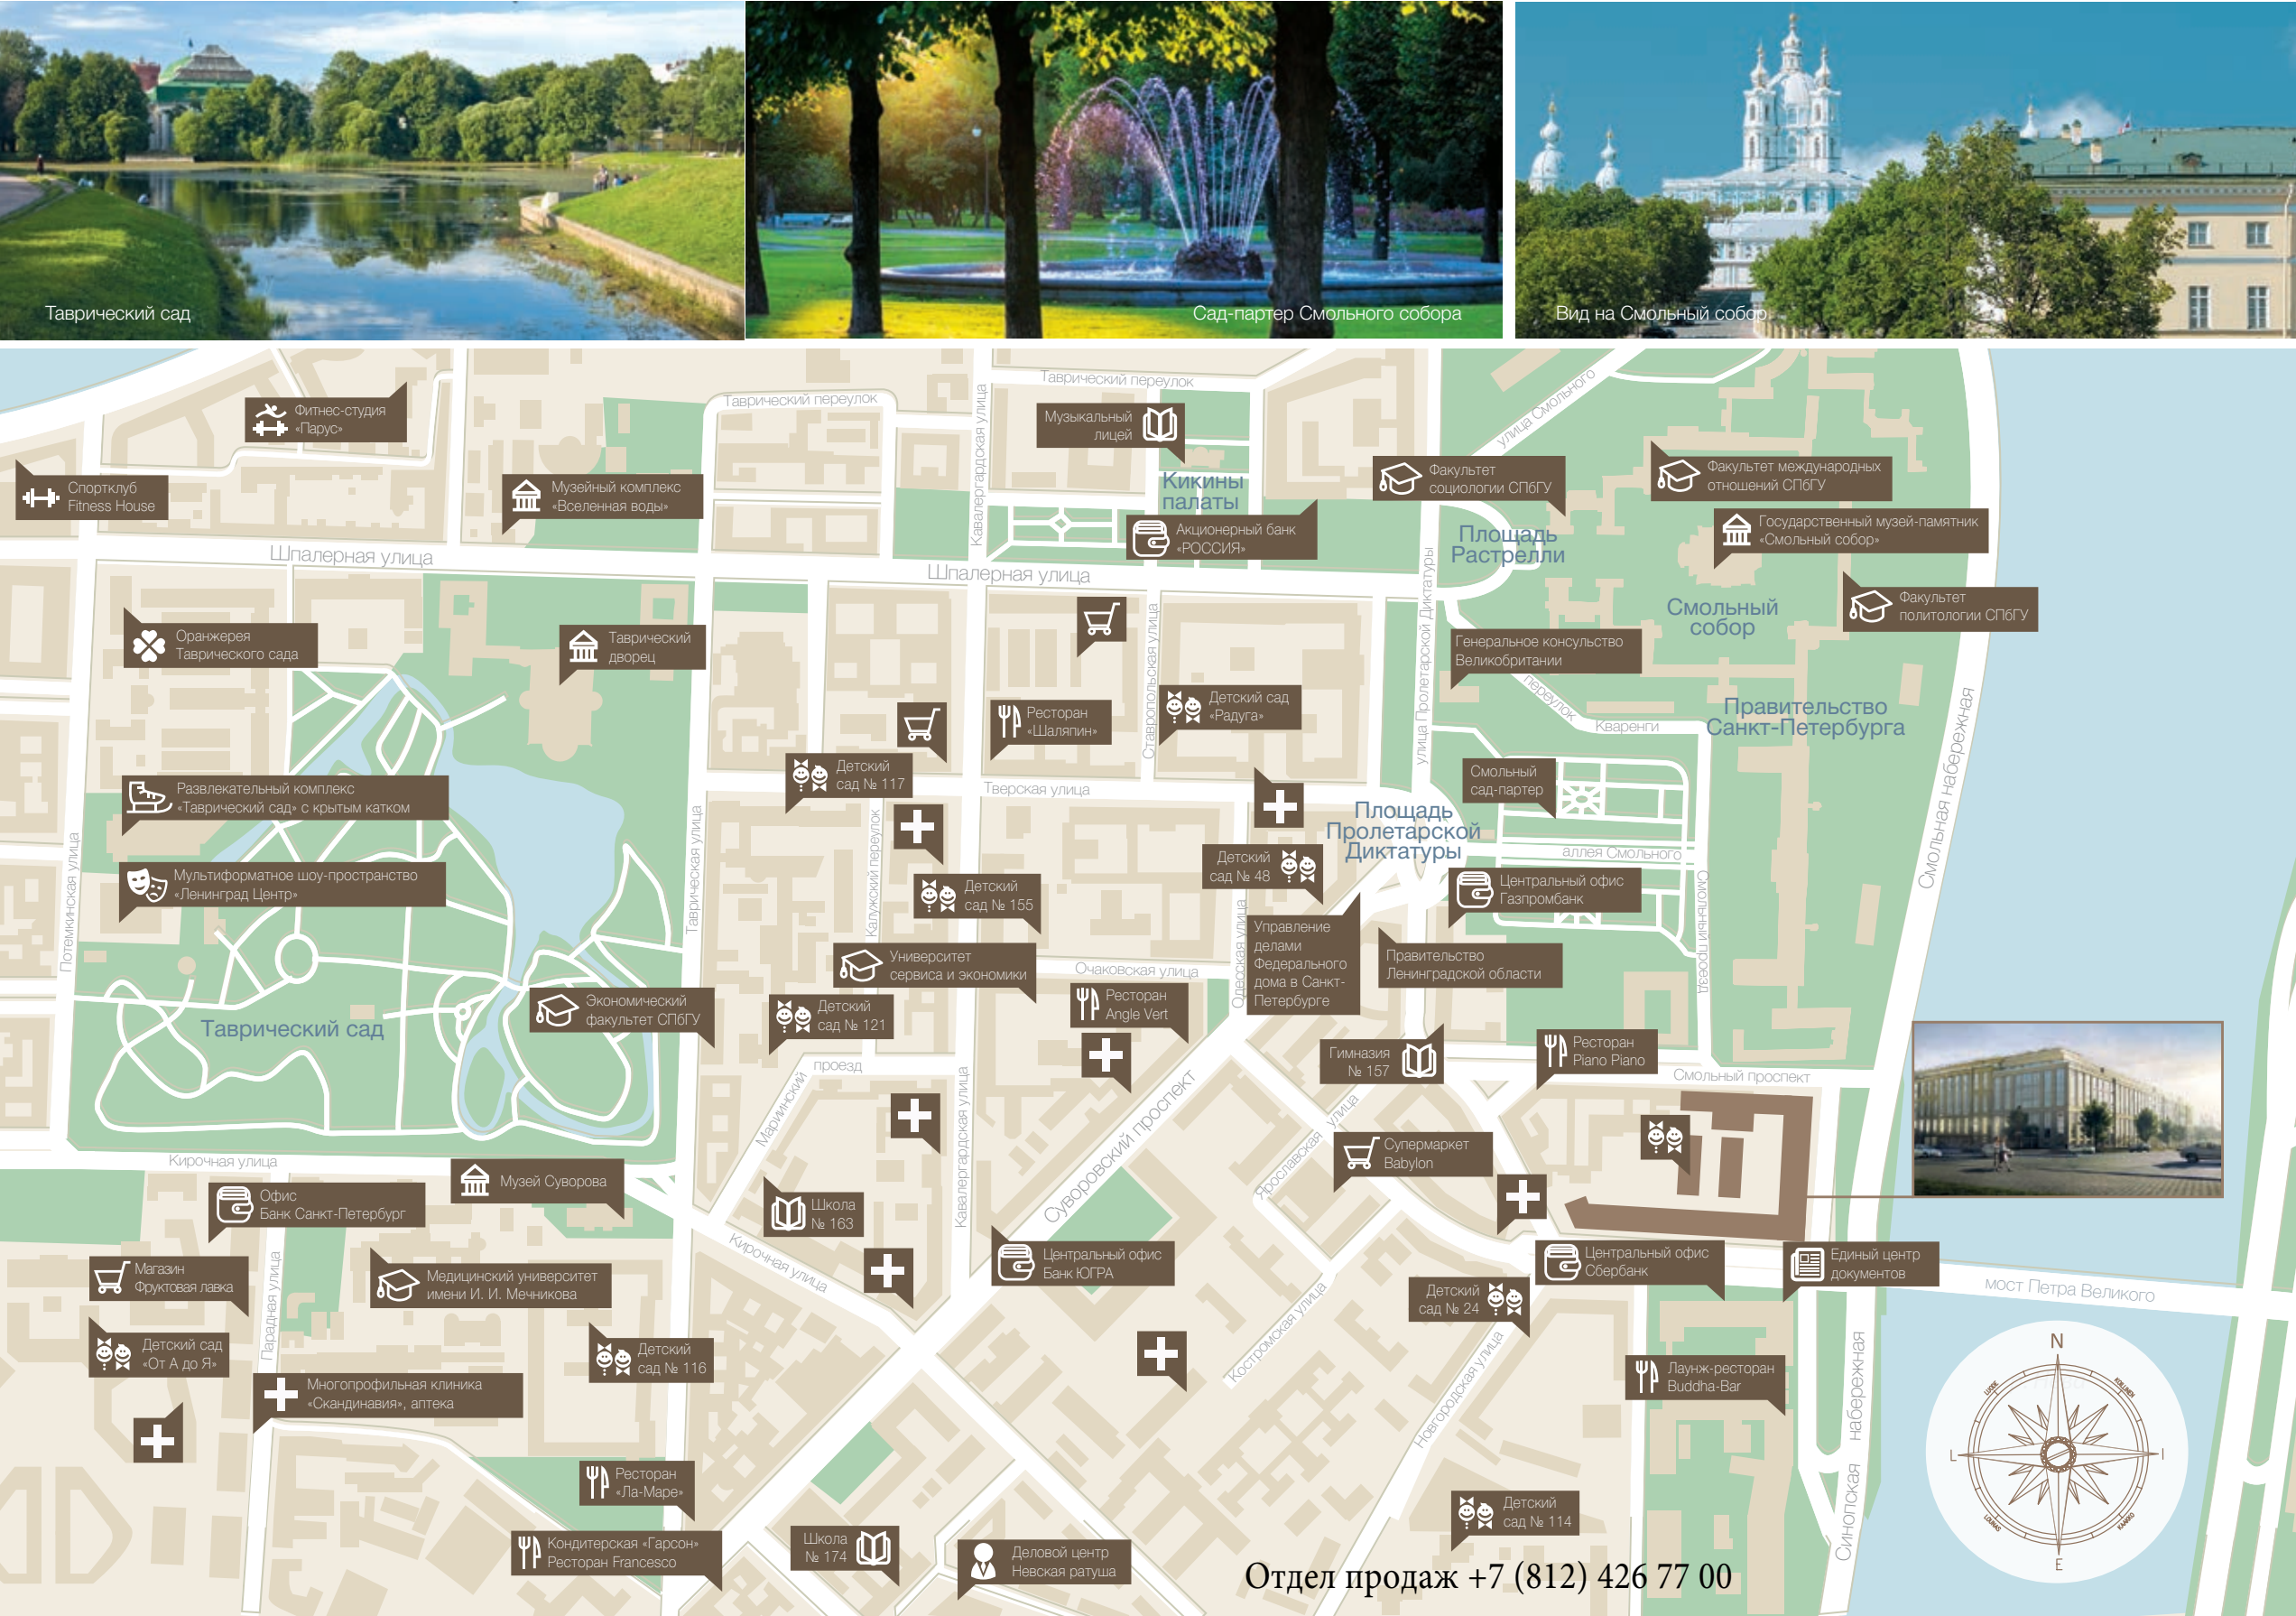 Таврический сад
Сад-партер Смольного собора
Вид на Смольный собор
Таврический переулок
Таврический переулок
улица Смольного
Фитнес-студия
«Парус»
Кавалергардская улица
Музыкальный
лицей
Спортклуб
Fitness House
Музейный комплекс
«Вселенная воды»
Кикины
палаты
Факультет
социологии СПбГУ
Факультет международных
отношений СПбГУ
Акционерный банк
«РОССИЯ»
Площадь
Растрелли
Государственный музей-памятник
«Смольный собор»
Шпалерная улица
Шпалерная улица
улица Пролетарской Диктатуры
Смольный
собор
Факультет
политологии СПбГУ
Оранжерея
Таврического сада
Таврический
дворец
Ставропольская улица
Генеральное консульство
Великобритании
переулок
Кваренги
Детский сад
«Радуга»
Ресторан
«Шаляпин»
Правительство
Санкт-Петербурга
Смольная набережная
Развлекательный комплекс
«Таврический сад» с крытым катком
Детский
сад № 117
Тверская улица
Смольный
сад-партер
Площадь
Пролетарской
Диктатуры
аллея Смольного
Потемкинская улица
Таврическая улица
Калужский переулок
Мультиформатное шоу-пространство
«Ленинград Центр»
Детский
сад № 48
Детский
сад № 155
Центральный офис
Газпромбанк
Смольный проезд
Одесская улица
Управление
делами
Федерального
дома в Санкт-
Петербурге
Университет
сервиса и экономики
Очаковская улица
Правительство
Ленинградской области
Таврический сад
Экономический
факультет СПбГУ
Детский
сад № 121
Ресторан
Angle Vert
Гимназия
№ 157
Ресторан
Piano Piano
Мариинский
проезд
Смольный проспект
Кавалергардская улица
Суворовский проспект
Ярославская улица
Супермаркет
Babylon
Кирочная улица
Музей Суворова
Офис
Банк Санкт-Петербург
Школа
№ 163
Кирочная улица
Центральный офис
Банк ЮГРА
Центральный офис
Сбербанк
Единый центр
документов
мост Петра Великого
Магазин
Фруктовая лавка
Парадная улица
Медицинский университет
имени И. И. Мечникова
Детский
сад № 24
Костромская улица
Новгородская улица
Детский сад
«От А до Я»
Детский
сад № 116
Лаунж-ресторан
Buddha-Bar
Многопрофильная клиника
«Скандинавия», аптека
Синопская набережная
N
L
I
E
LUODE
KOILLINEN
LOUNAS
KAAKKO
Ресторан
«Ла-Маре»
Детский
сад № 114
Кондитерская «Гарсон»
Ресторан Francesco
Школа
№ 174
Деловой центр
Невская ратуша
Отдел продаж +7 (812) 426 77 00